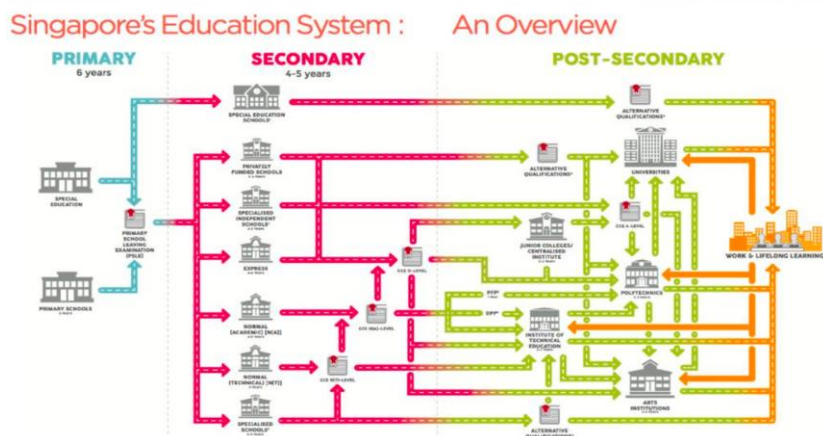 Singapore's Education System : An Overview
PRIMARY
6 years
SECONDARY
4-5 years
POST-SECONDARY
SPECIAL EDUCATION
SCHOOLS
ALTERNATIVE
QUALIFICATIONS
PRIVATELY
FUNDED SCHOOLS
ALTERNATIVE
QUALIFICATIONS
UNIVERSITIES
SPECIAL
EDUCATION
SPECIALISED
INDEPENDENT
SCHOOLS
PRIMARY
SCHOOL
LEAVING
EXAMINATION
(PSLE)
JUNIOR COLLEGES/
CENTRALISED
INSTITUTE
GCE A-LEVEL
WORK & LIFELONG LEARNING
EXPRESS
GCE O-LEVEL
POLYTECHNICS
PRIMARY SCHOOLS
NORMAL
(ACADEMIC) [N(A)]
GCE N(A)-LEVEL
PFP
DPP
INSTITUTE OF
TECHNICAL
EDUCATION
NORMAL
(TECHNICAL) [N(T)]
GCE N(T)-LEVEL
ARTS
INSTITUTIONS
SPECIALISED
SCHOOLS
ALTERNATIVE